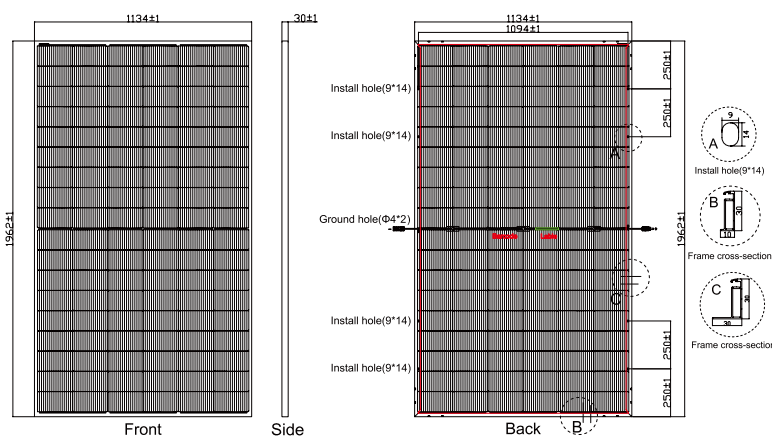 1134±1
30±1
1134±1
1094±1
1962±1
250±1
250±1
Install hole(9*14)
Install hole(9*14)
Ground hole(Φ4*2)
Install hole(9*14)
Install hole(9*14)
1962±1
250±1
250±1
A
C
B
Front
Side
Back
9
14
A
Install hole(9*14)
B
30
10
Frame cross-section
C
30
30
Frame cross-section